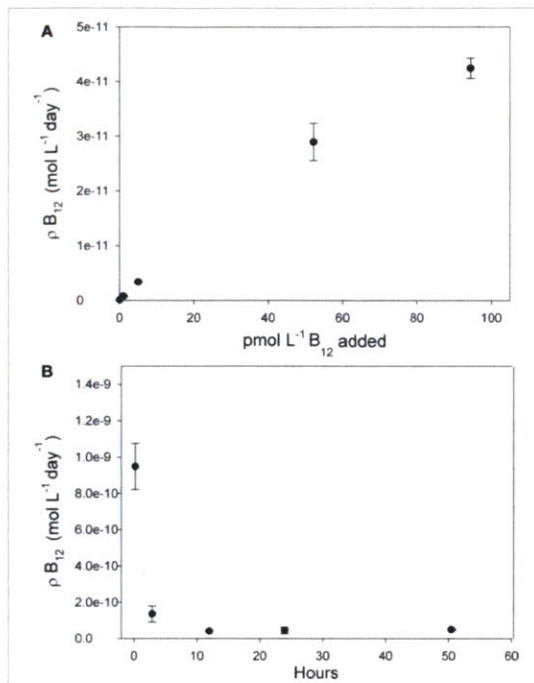 A
5e-11
4e-11
3e-11
2e-11
1e-11
0
ρ B12 (mol L-1 day-1)
0 20 40 60 80 100
pmol L-1 B12 added
B
1.4e-9
1.2e-9
1.0e-9
8.0e-10
6.0e-10
4.0e-10
2.0e-10
0.0
ρ B12 (mol L-1 day-1)
0 10 20 30 40 50 60
Hours